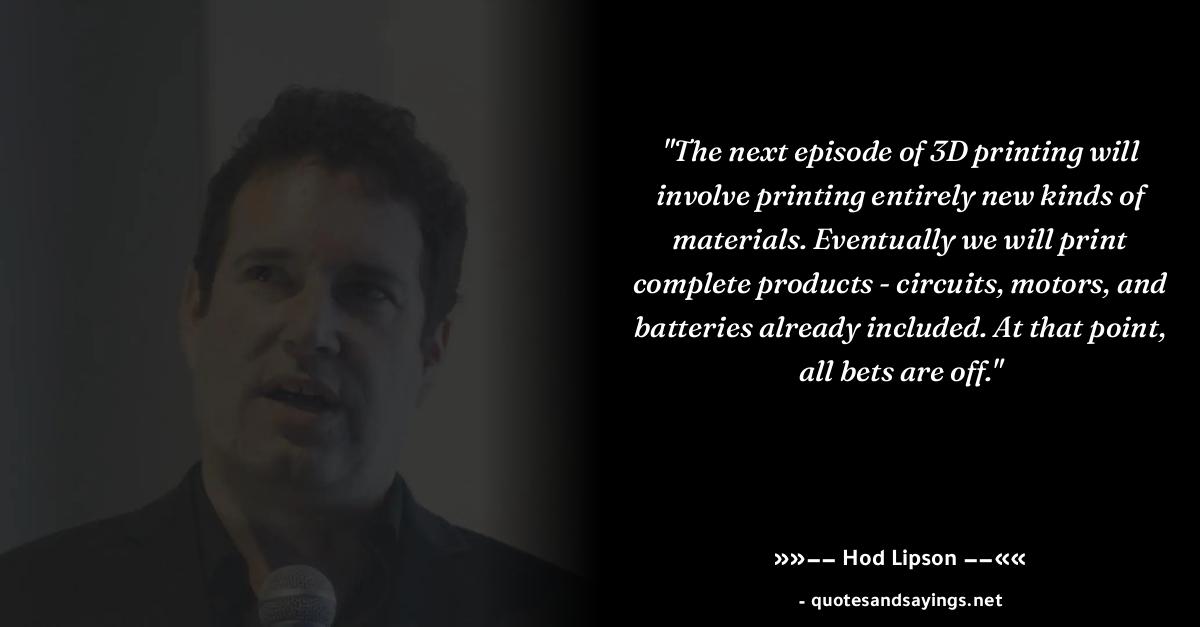 "The next episode of 3D printing will
involve printing entirely new kinds of
materials. Eventually we will print
complete products - circuits, motors, and
batteries already included. At that point,
all bets are off."
»»–– Hod Lipson ––««
- quotesandsayings.net